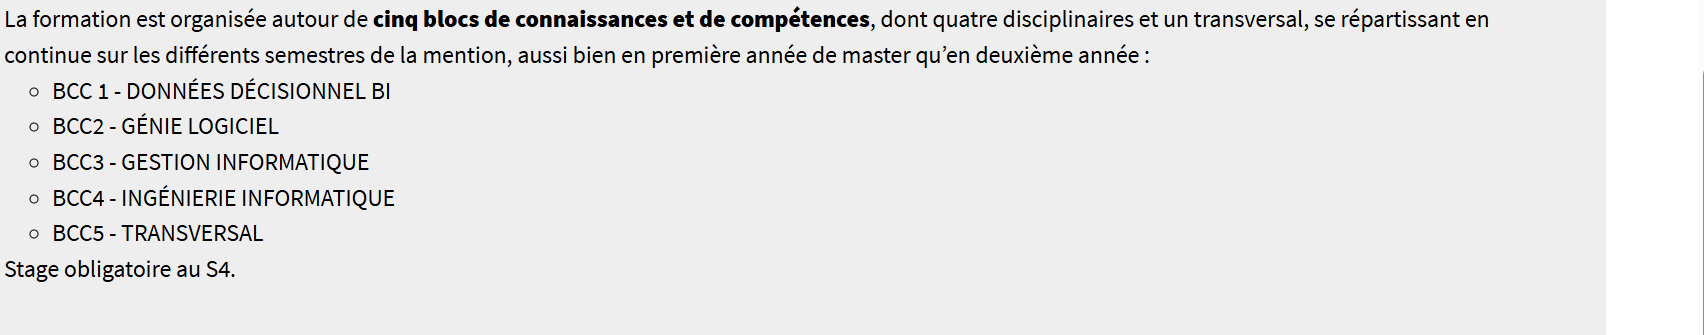 La formation est organisée autour de cinq blocs de connaissances et de compétences, dont quatre disciplinaires et un transversal, se répartissant en
continue sur les différents semestres de la mention, aussi bien en première année de master qu’en deuxième année :
◦ BCC 1 - DONNÉES DÉCISIONNEL BI
◦ BCC2 - GÉNIE LOGICIEL
◦ BCC3 - GESTION INFORMATIQUE
◦ BCC4 - INGÉNIERIE INFORMATIQUE
◦ BCC5 - TRANSVERSAL
Stage obligatoire au S4.